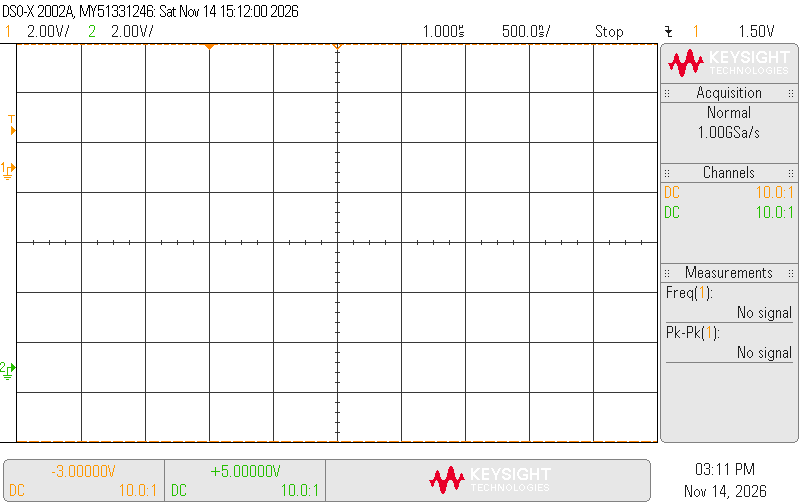 DSO-X 2002A, MY51331246: Sat Nov 14 15:12:00 2026
1 2.00V/ 2 2.00V/ 1.000s 500.0s/ Stop 1 1.50V
KEYSIGHT
TECHNOLOGIES
Acquisition
Normal
1.00GSa/s
Channels
DC 10.0:1
DC 10.0:1
Measurements
Freq(1):
No signal
Pk-Pk(1):
No signal
T
1
2
-3.00000V
DC 10.0:1
+5.00000V
DC 10.0:1
KEYSIGHT
TECHNOLOGIES
03:11 PM
Nov 14, 2026